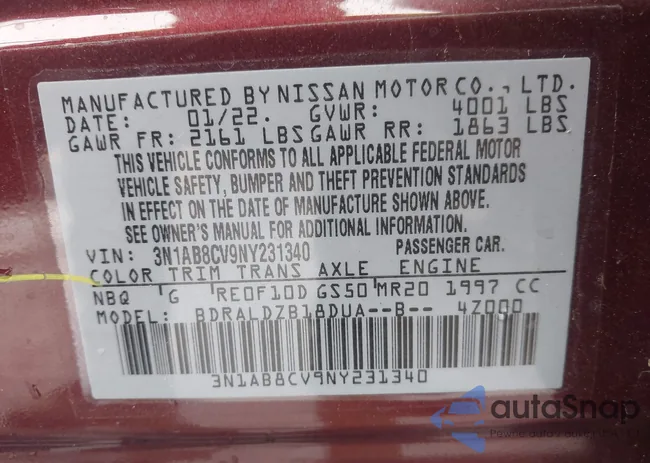 MANUFACTURED BY NISSAN MOTOR CO., LTD.
DATE: 01/22. GVWR: 4001 LBS
GAWR FR: 2161 LBS GAWR RR: 1863 LBS
THIS VEHICLE CONFORMS TO ALL APPLICABLE FEDERAL MOTOR
VEHICLE SAFETY, BUMPER AND THEFT PREVENTION STANDARDS
IN EFFECT ON THE DATE OF MANUFACTURE SHOWN ABOVE.
SEE OWNER'S MANUAL FOR ADDITIONAL INFORMATION.
VIN: 3N1AB8CV9NY231340 PASSENGER CAR.
COLOR TRIM TRANS AXLE ENGINE
NBQ G RE0F10D GS50 MR20 1997 CC
MODEL: BDRALDZB18DUA--B-- 4Z000
3N1AB8CV9NY231340
autoSnap
Pewne auta